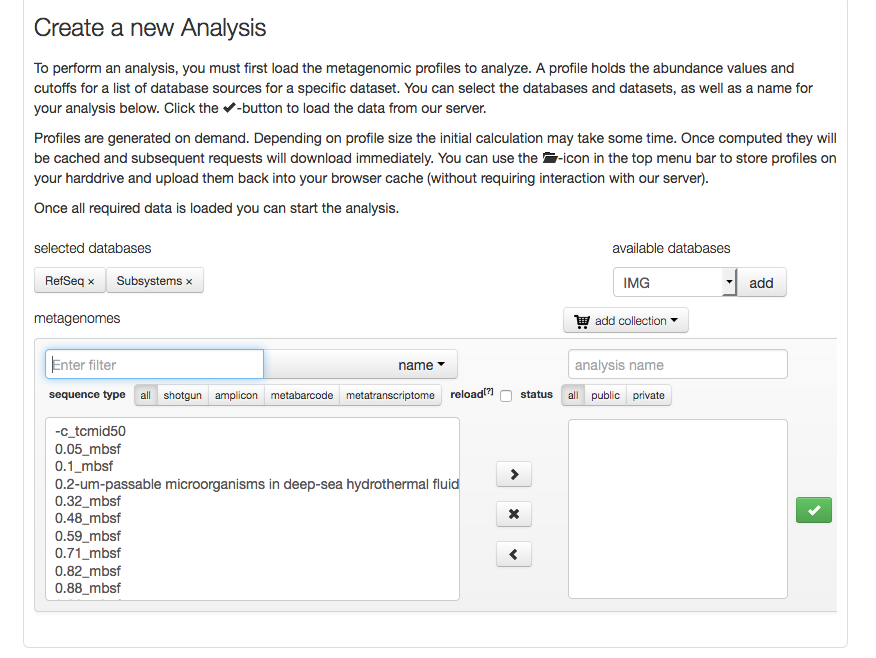 Create a new Analysis
To perform an analysis, you must first load the metagenomic profiles to analyze. A profile holds the abundance values and
cutoffs for a list of database sources for a specific dataset. You can select the databases and datasets, as well as a name for
your analysis below. Click the ✔-button to load the data from our server.
Profiles are generated on demand. Depending on profile size the initial calculation may take some time. Once computed they will
be cached and subsequent requests will download immediately. You can use the -icon in the top menu bar to store profiles on
your harddrive and upload them back into your browser cache (without requiring interaction with our server).
Once all required data is loaded you can start the analysis.
selected databases
available databases
RefSeq × Subsystems ×
IMG add
metagenomes
add collection
Enter filter name
analysis name
sequence type all shotgun amplicon metabarcode metatranscriptome reload[?] status all public private
-c_tcmid50
0.05_mbsf
0.1_mbsf
0.2-um-passable microorganisms in deep-sea hydrothermal fluid
0.32_mbsf
0.48_mbsf
0.59_mbsf
0.71_mbsf
0.82_mbsf
0.88_mbsf